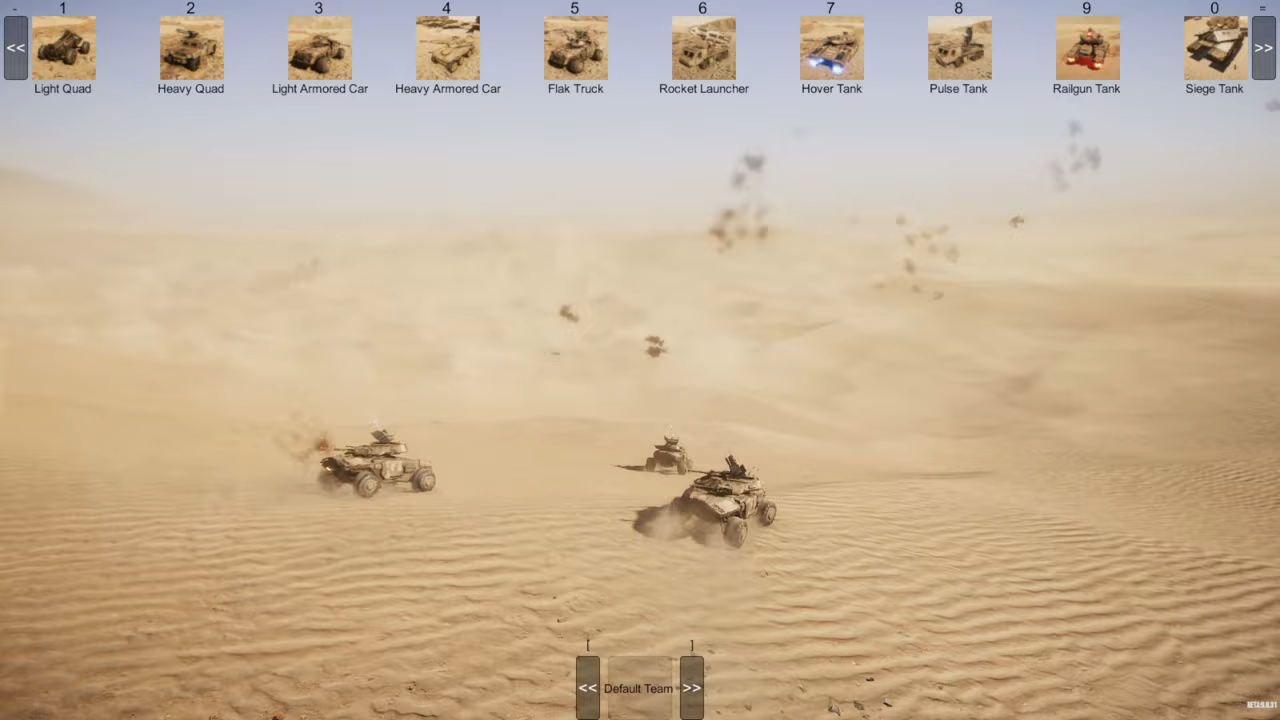 - 1 2 3 4 5 6 7 8 9 0 =
<< >>
Light Quad Heavy Quad Light Armored Car Heavy Armored Car Flak Truck Rocket Launcher Hover Tank Pulse Tank Railgun Tank Siege Tank
[ ]
<< Default Team >>